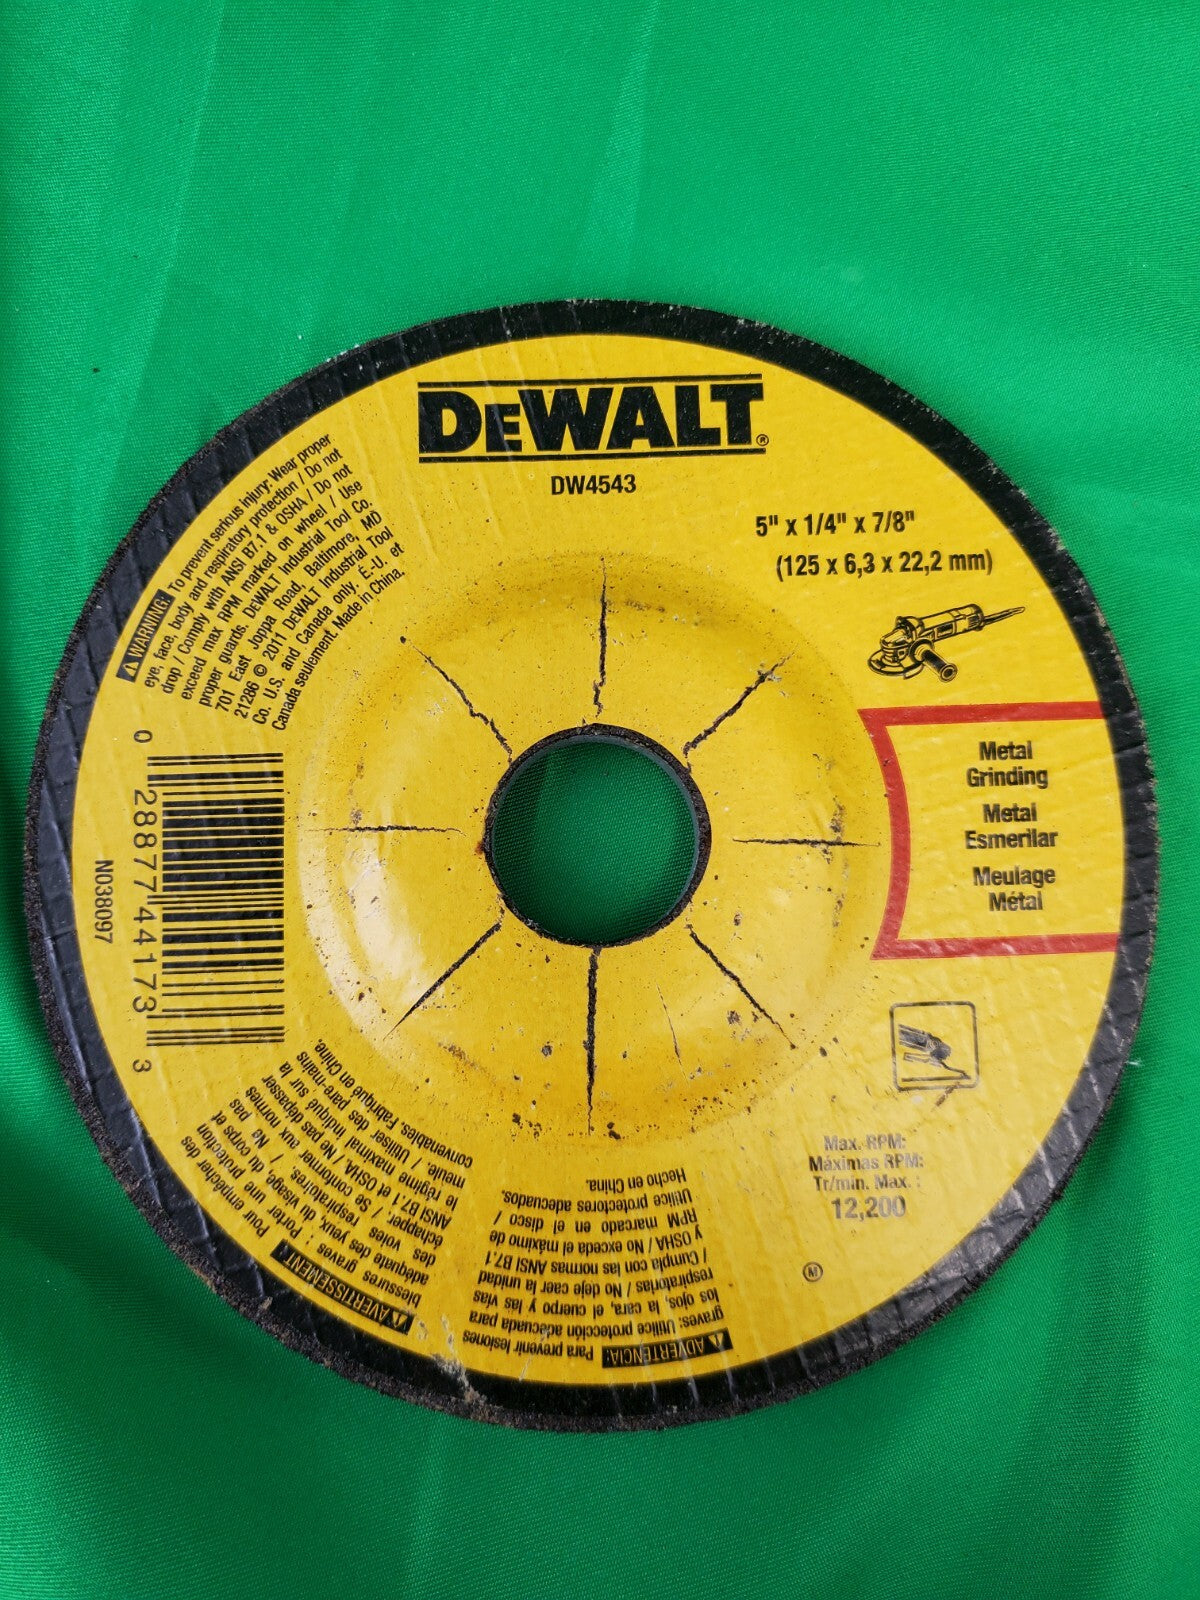 DEWALT®
DW4543
5" x 1/4" x 7/8"
(125 x 6,3 x 22,2 mm)
Metal
Grinding
Metal
Esmerilar
Meulage
Métal
Max. RPM:
Máximas RPM:
Tr/min. Max. :
12,200
M
WARNING: To prevent serious injury: Wear proper
eye, face, body and respiratory protection / Do not
drop / Comply with ANSI B7.1 & OSHA / Do not
exceed max RPM marked on wheel / Use
proper guards. DEWALT Industrial Tool Co.
701 East Joppa Road, Baltimore, MD
21286 © 2011 DEWALT Industrial Tool
Co. U.S. and Canada only. É.-U. et
Canada seulement. Made in China.
0 28877 44173 3
N038097
AVERTISSEMENT: Pour empêcher des
blessures graves : Porter une protection
adéquate des yeux, du visage, du corps et
des voies respiratoires. / Na pas
échapper. / Se conformer aux normes
ANSI B7.1 et OSHA. / Ne pas dépasser
le régime maximal indiqué sur la
meule. / Utiliser des pare-mains
convenables. Fabriqué en Chine.
ADVERTENCIA: Para prevenir lesiones
graves: Utilice protección adecuada para
los ojos, la cara, el cuerpo y las vías
respiratorias / No deje caer la unidad
/ Cumpla con las normas ANSI B7.1
y OSHA / No exceda el máximo de
RPM marcado en el disco /
Utilice protectores adecuados.
Hecho en China.